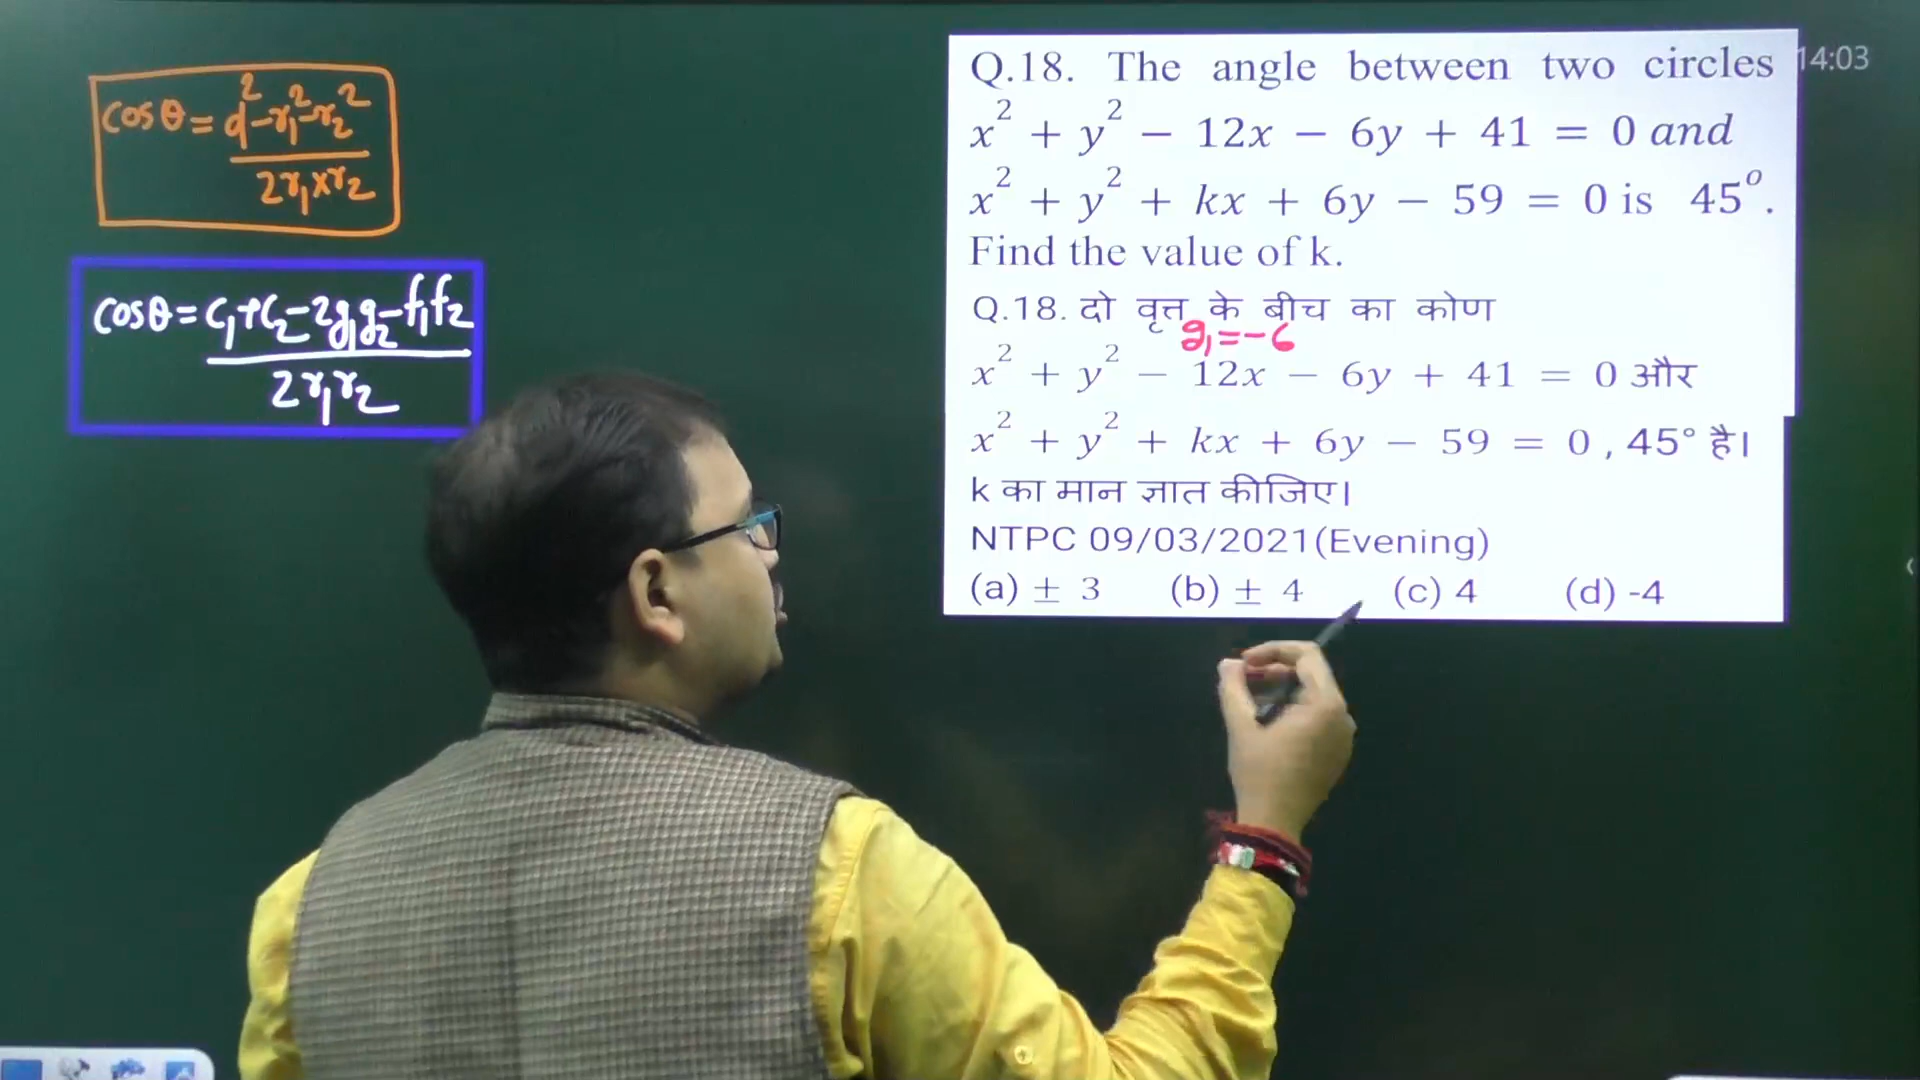 cosθ = d²-r₁²-r₂²
2r₁×r₂
cosθ = c₁+c₂-2g₁g₂-f₁f₂
2r₁r₂
Q.18. The angle between two circles
x² + y² − 12x − 6y + 41 = 0 and
x² + y² + kx + 6y − 59 = 0 is 45°.
Find the value of k.
Q.18. दो वृत्त के बीच का कोण
g₁=-6
x² + y² − 12x − 6y + 41 = 0 और
x² + y² + kx + 6y − 59 = 0 , 45° है।
k का मान ज्ञात कीजिए।
NTPC 09/03/2021(Evening)
(a) ± 3 (b) ± 4 (c) 4 (d) -4
14:03